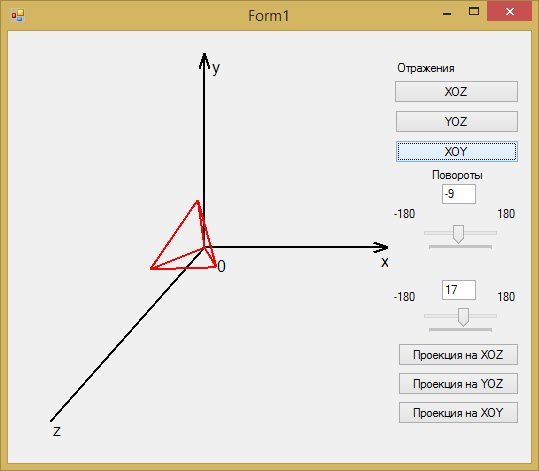 Form1
y
x
0
z
Отражения
XOZ
YOZ
XOY
Повороты
-9
-180 180
17
-180 180
Проекция на XOZ
Проекция на YOZ
Проекция на XOY